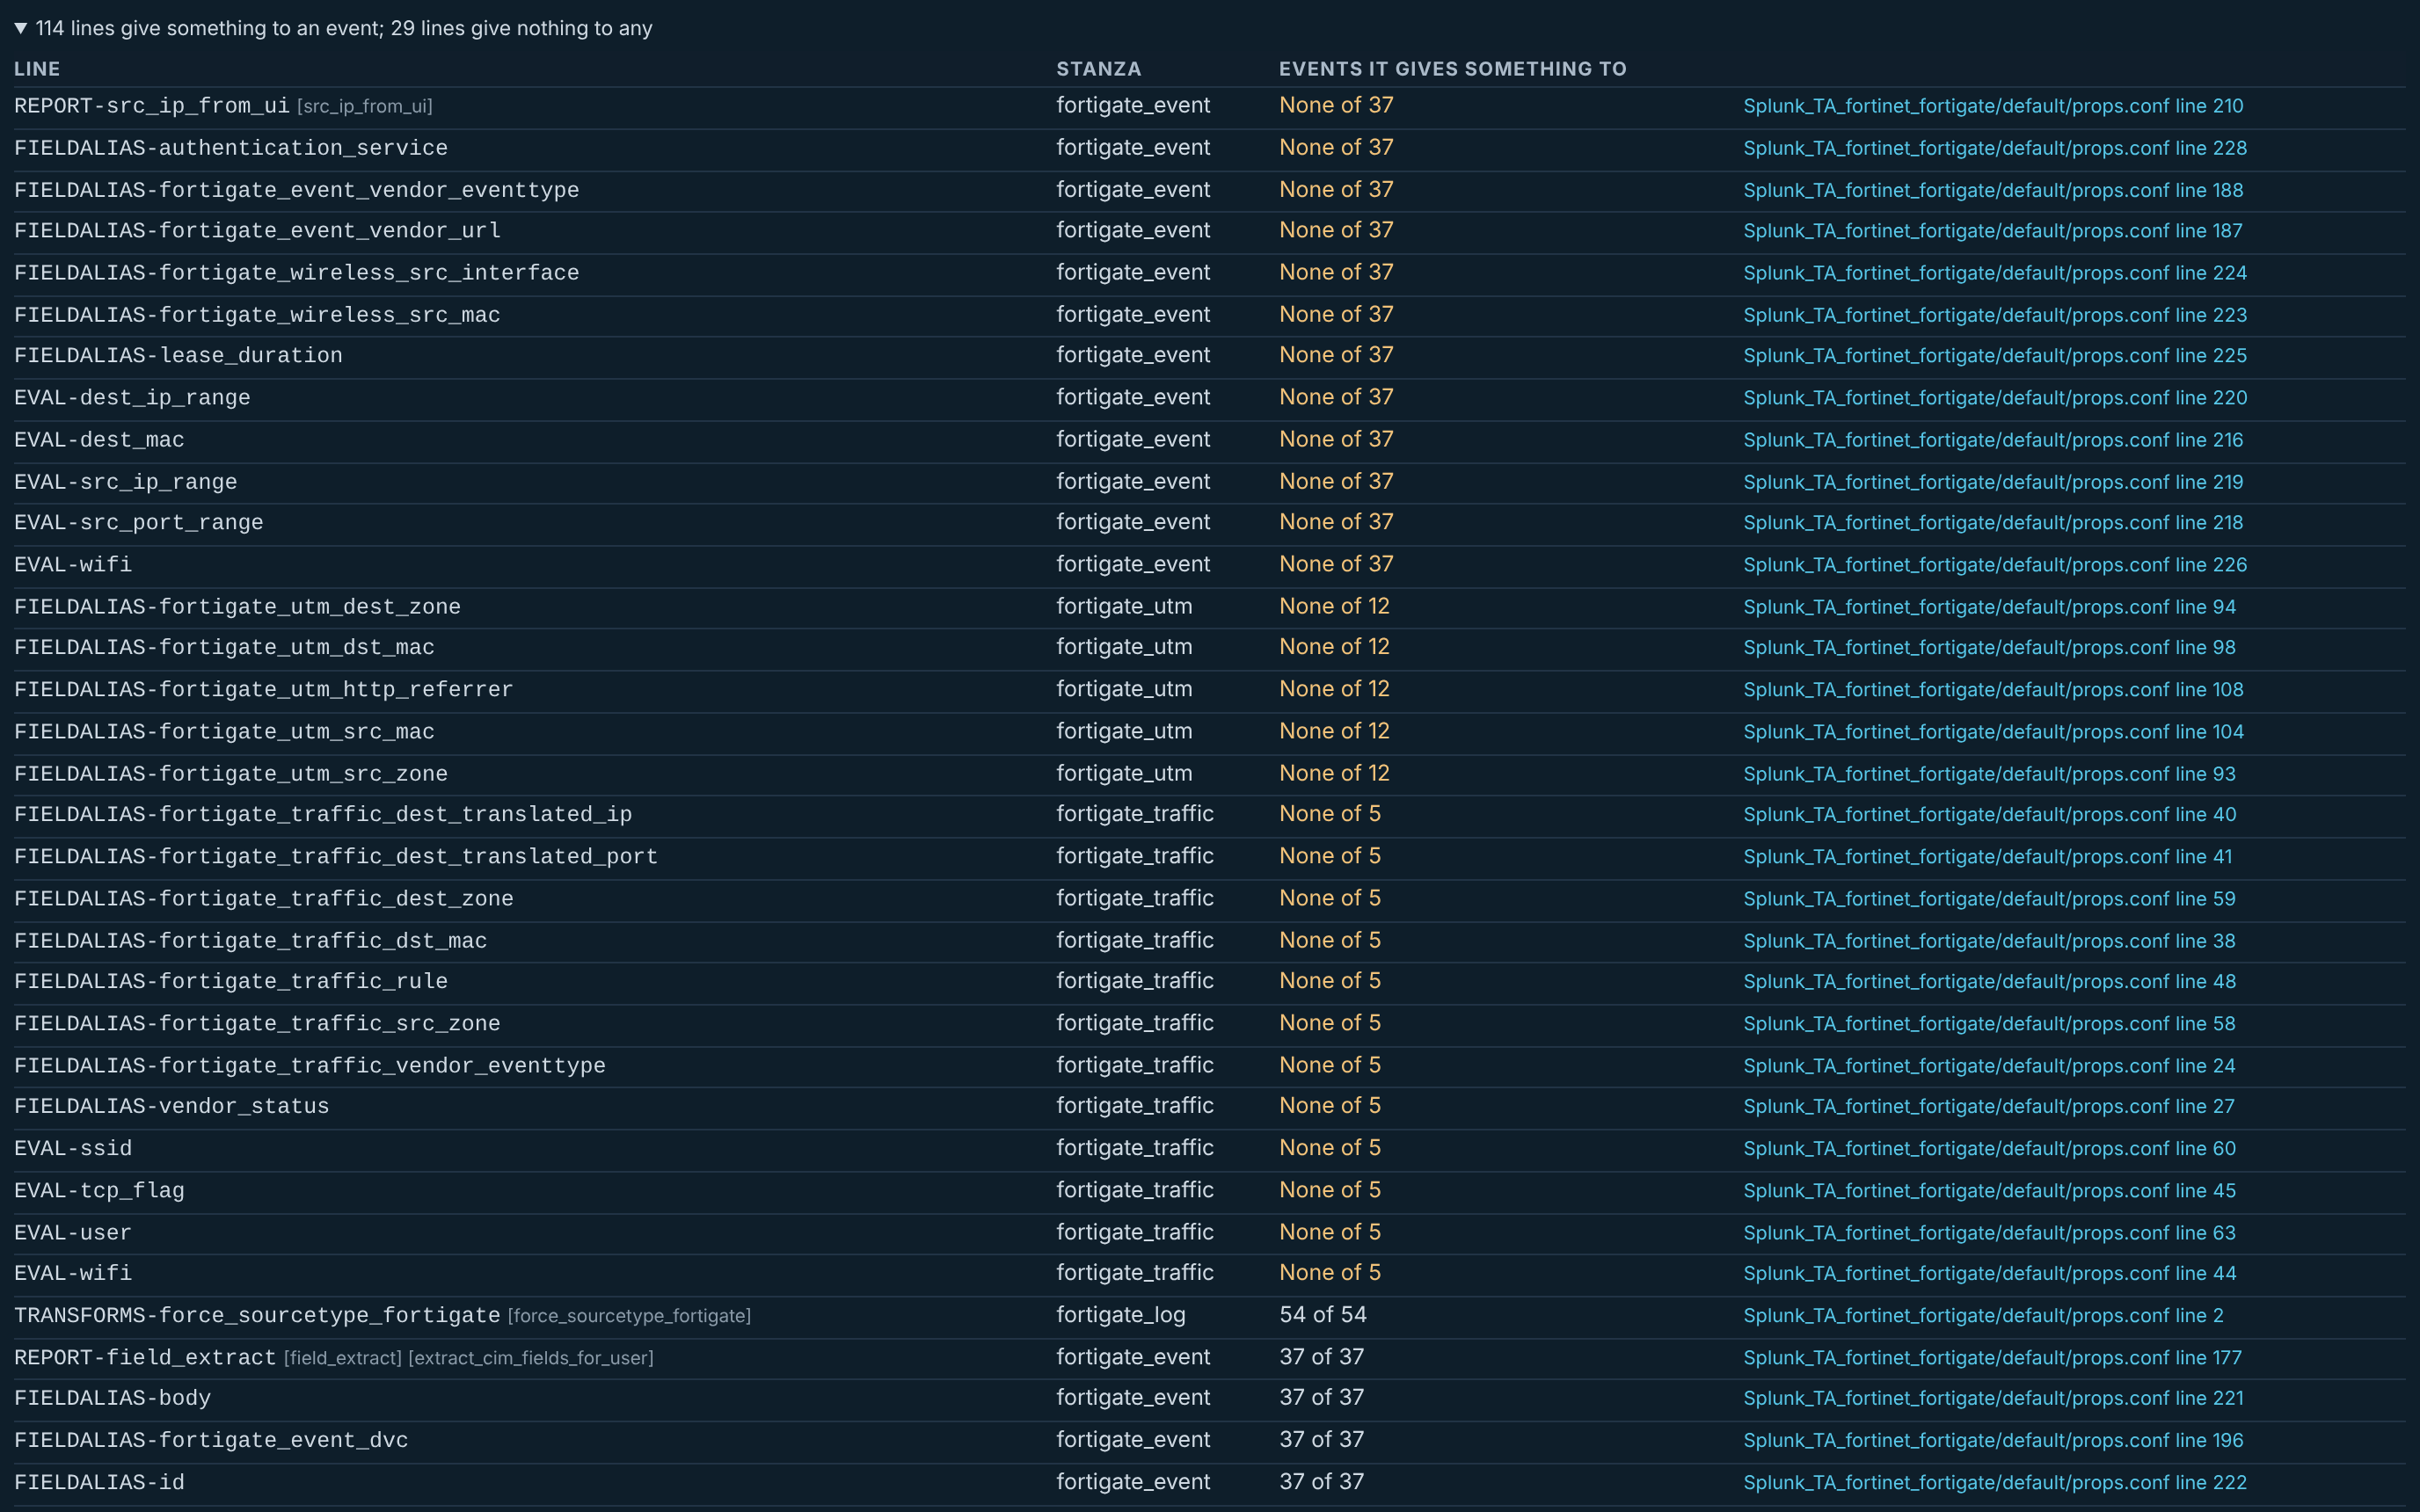 ▼ 114 lines give something to an event; 29 lines give nothing to any
LINE STANZA EVENTS IT GIVES SOMETHING TO
REPORT-src_ip_from_ui [src_ip_from_ui] fortigate_event None of 37 Splunk_TA_fortinet_fortigate/default/props.conf line 210
FIELDALIAS-authentication_service fortigate_event None of 37 Splunk_TA_fortinet_fortigate/default/props.conf line 228
FIELDALIAS-fortigate_event_vendor_eventtype fortigate_event None of 37 Splunk_TA_fortinet_fortigate/default/props.conf line 188
FIELDALIAS-fortigate_event_vendor_url fortigate_event None of 37 Splunk_TA_fortinet_fortigate/default/props.conf line 187
FIELDALIAS-fortigate_wireless_src_interface fortigate_event None of 37 Splunk_TA_fortinet_fortigate/default/props.conf line 224
FIELDALIAS-fortigate_wireless_src_mac fortigate_event None of 37 Splunk_TA_fortinet_fortigate/default/props.conf line 223
FIELDALIAS-lease_duration fortigate_event None of 37 Splunk_TA_fortinet_fortigate/default/props.conf line 225
EVAL-dest_ip_range fortigate_event None of 37 Splunk_TA_fortinet_fortigate/default/props.conf line 220
EVAL-dest_mac fortigate_event None of 37 Splunk_TA_fortinet_fortigate/default/props.conf line 216
EVAL-src_ip_range fortigate_event None of 37 Splunk_TA_fortinet_fortigate/default/props.conf line 219
EVAL-src_port_range fortigate_event None of 37 Splunk_TA_fortinet_fortigate/default/props.conf line 218
EVAL-wifi fortigate_event None of 37 Splunk_TA_fortinet_fortigate/default/props.conf line 226
FIELDALIAS-fortigate_utm_dest_zone fortigate_utm None of 12 Splunk_TA_fortinet_fortigate/default/props.conf line 94
FIELDALIAS-fortigate_utm_dst_mac fortigate_utm None of 12 Splunk_TA_fortinet_fortigate/default/props.conf line 98
FIELDALIAS-fortigate_utm_http_referrer fortigate_utm None of 12 Splunk_TA_fortinet_fortigate/default/props.conf line 108
FIELDALIAS-fortigate_utm_src_mac fortigate_utm None of 12 Splunk_TA_fortinet_fortigate/default/props.conf line 104
FIELDALIAS-fortigate_utm_src_zone fortigate_utm None of 12 Splunk_TA_fortinet_fortigate/default/props.conf line 93
FIELDALIAS-fortigate_traffic_dest_translated_ip fortigate_traffic None of 5 Splunk_TA_fortinet_fortigate/default/props.conf line 40
FIELDALIAS-fortigate_traffic_dest_translated_port fortigate_traffic None of 5 Splunk_TA_fortinet_fortigate/default/props.conf line 41
FIELDALIAS-fortigate_traffic_dest_zone fortigate_traffic None of 5 Splunk_TA_fortinet_fortigate/default/props.conf line 59
FIELDALIAS-fortigate_traffic_dst_mac fortigate_traffic None of 5 Splunk_TA_fortinet_fortigate/default/props.conf line 38
FIELDALIAS-fortigate_traffic_rule fortigate_traffic None of 5 Splunk_TA_fortinet_fortigate/default/props.conf line 48
FIELDALIAS-fortigate_traffic_src_zone fortigate_traffic None of 5 Splunk_TA_fortinet_fortigate/default/props.conf line 58
FIELDALIAS-fortigate_traffic_vendor_eventtype fortigate_traffic None of 5 Splunk_TA_fortinet_fortigate/default/props.conf line 24
FIELDALIAS-vendor_status fortigate_traffic None of 5 Splunk_TA_fortinet_fortigate/default/props.conf line 27
EVAL-ssid fortigate_traffic None of 5 Splunk_TA_fortinet_fortigate/default/props.conf line 60
EVAL-tcp_flag fortigate_traffic None of 5 Splunk_TA_fortinet_fortigate/default/props.conf line 45
EVAL-user fortigate_traffic None of 5 Splunk_TA_fortinet_fortigate/default/props.conf line 63
EVAL-wifi fortigate_traffic None of 5 Splunk_TA_fortinet_fortigate/default/props.conf line 44
TRANSFORMS-force_sourcetype_fortigate [force_sourcetype_fortigate] fortigate_log 54 of 54 Splunk_TA_fortinet_fortigate/default/props.conf line 2
REPORT-field_extract [field_extract] [extract_cim_fields_for_user] fortigate_event 37 of 37 Splunk_TA_fortinet_fortigate/default/props.conf line 177
FIELDALIAS-body fortigate_event 37 of 37 Splunk_TA_fortinet_fortigate/default/props.conf line 221
FIELDALIAS-fortigate_event_dvc fortigate_event 37 of 37 Splunk_TA_fortinet_fortigate/default/props.conf line 196
FIELDALIAS-id fortigate_event 37 of 37 Splunk_TA_fortinet_fortigate/default/props.conf line 222